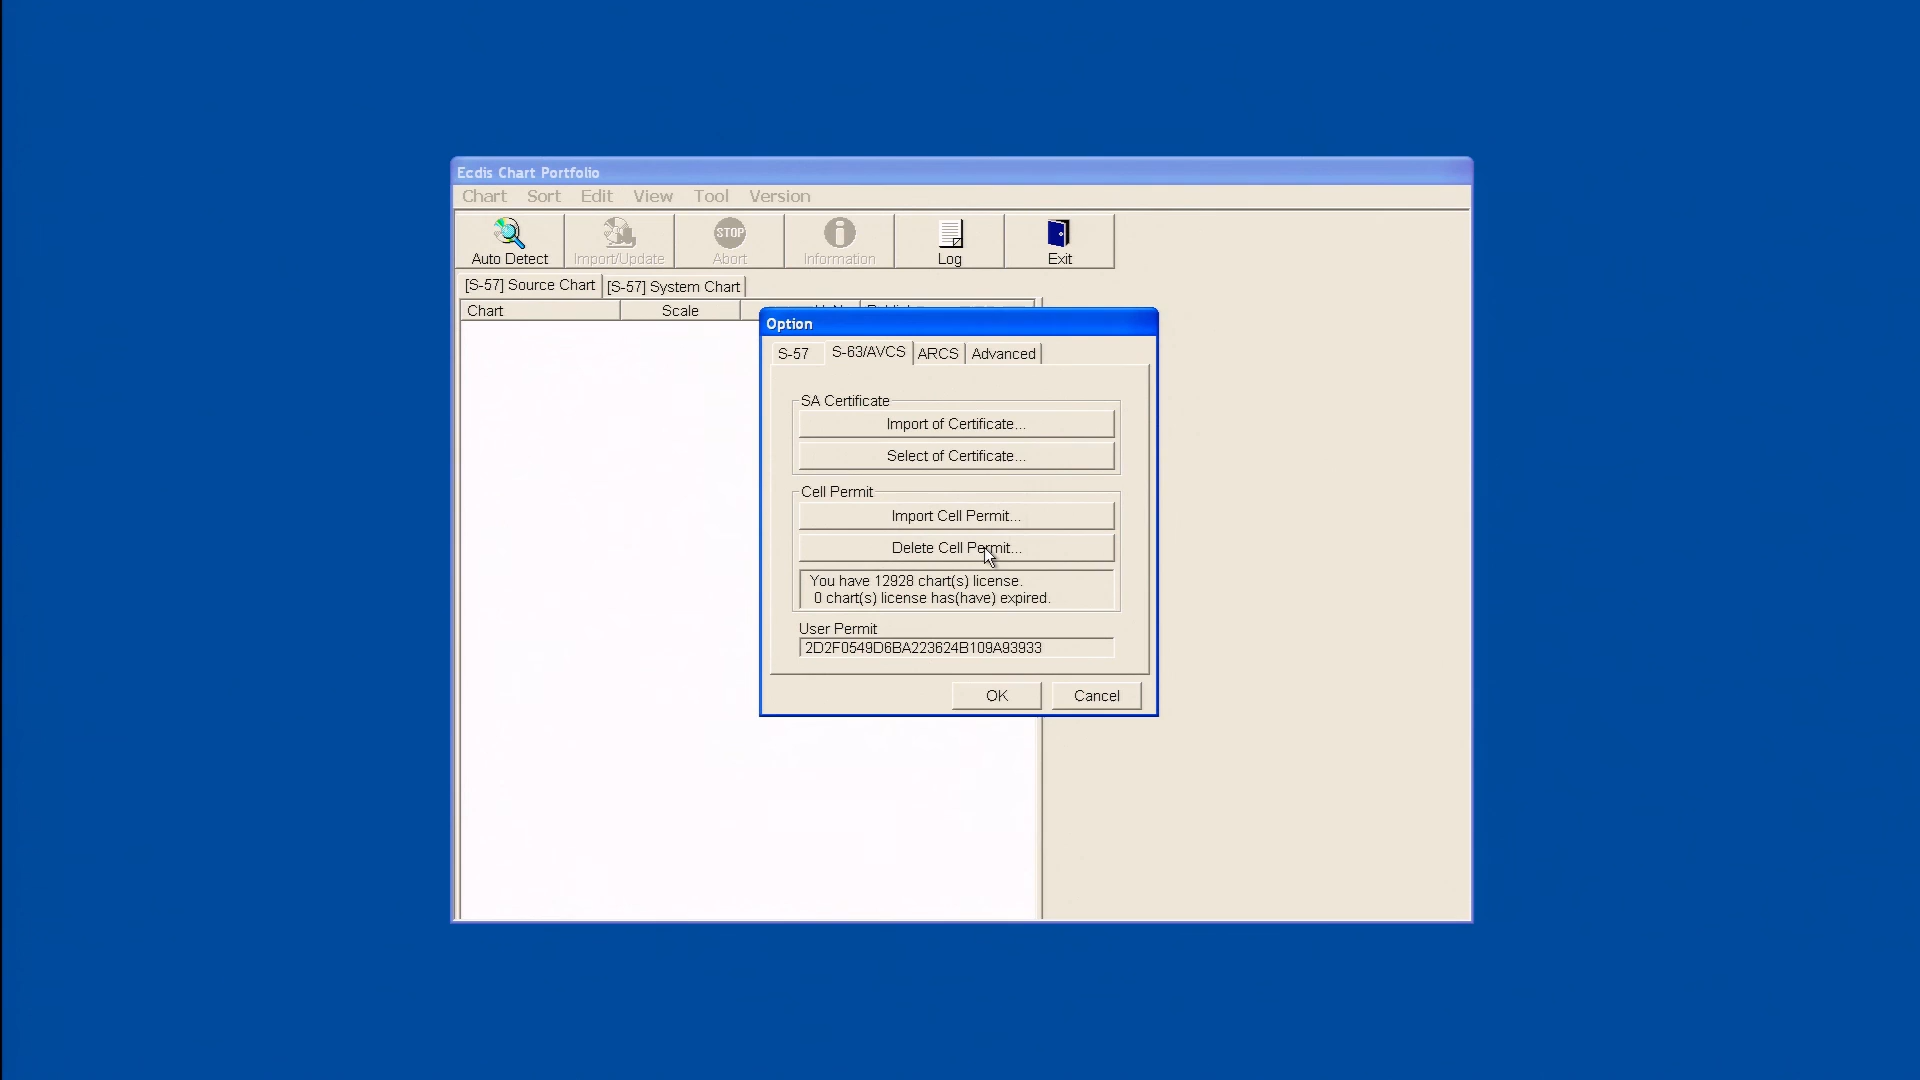 Ecdis Chart Portfolio
Chart Sort Edit View Tool Version
STOP
Auto Detect Import/Update Abort Information Log Exit
[S-57] Source Chart [S-57] System Chart
Chart Scale
Option
S-57 S-63/AVCS ARCS Advanced
SA Certificate
Import of Certificate...
Select of Certificate...
Cell Permit
Import Cell Permit...
Delete Cell Permit...
You have 12928 chart(s) license.
0 chart(s) license has(have) expired.
User Permit
2D2F0549D6BA223624B109A93933
OK Cancel